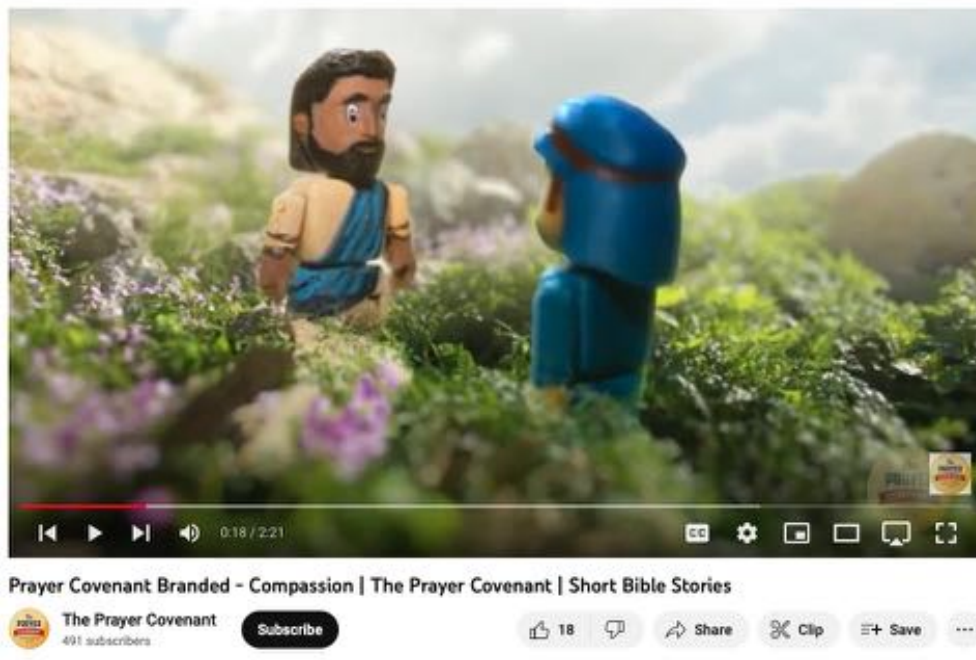 0:18 / 2:21
Prayer Covenant Branded - Compassion | The Prayer Covenant | Short Bible Stories
The Prayer Covenant
491 subscribers
Subscribe
18
Share
Clip
Save